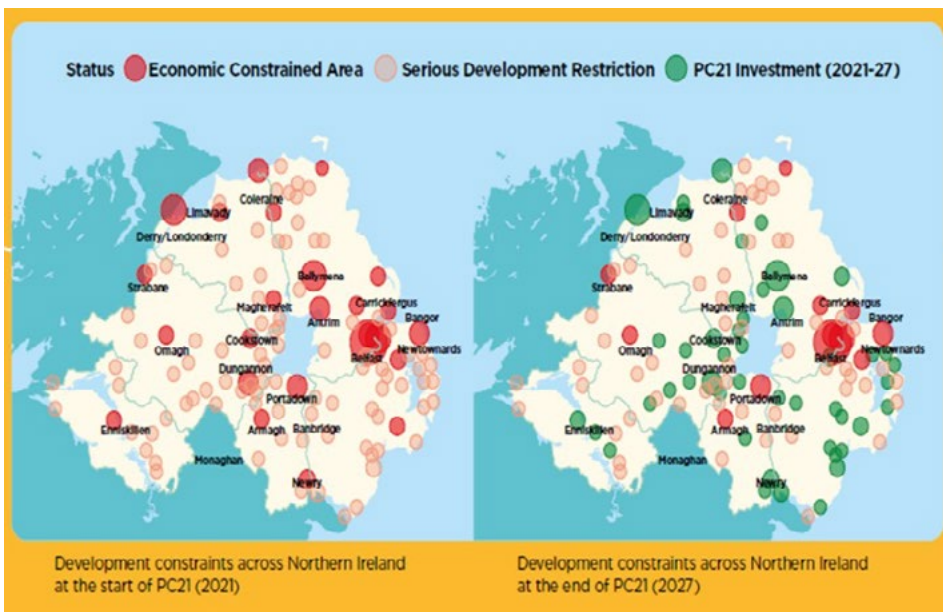 Status Economic Constrained Area Serious Development Restriction PC21 Investment (2021-27)
Coleraine
Limavady
Derry/Londonderry
Strabane
Ballymena
Magherafelt
Carrickfergus
Antrim
Bangor
Cookstown
Omagh
Belfast
Newtownards
Dungannon
Portadown
Enniskillen
Armagh
Banbridge
Monaghan
Newry
Coleraine
Limavady
Derry/Londonderry
Strabane
Ballymena
Magherafelt
Carrickfergus
Antrim
Bangor
Cookstown
Omagh
Belfast
Newtownards
Dungannon
Portadown
Enniskillen
Armagh
Banbridge
Monaghan
Newry
Development constraints across Northern Ireland
at the start of PC21 (2021)
Development constraints across Northern Ireland
at the end of PC21 (2027)